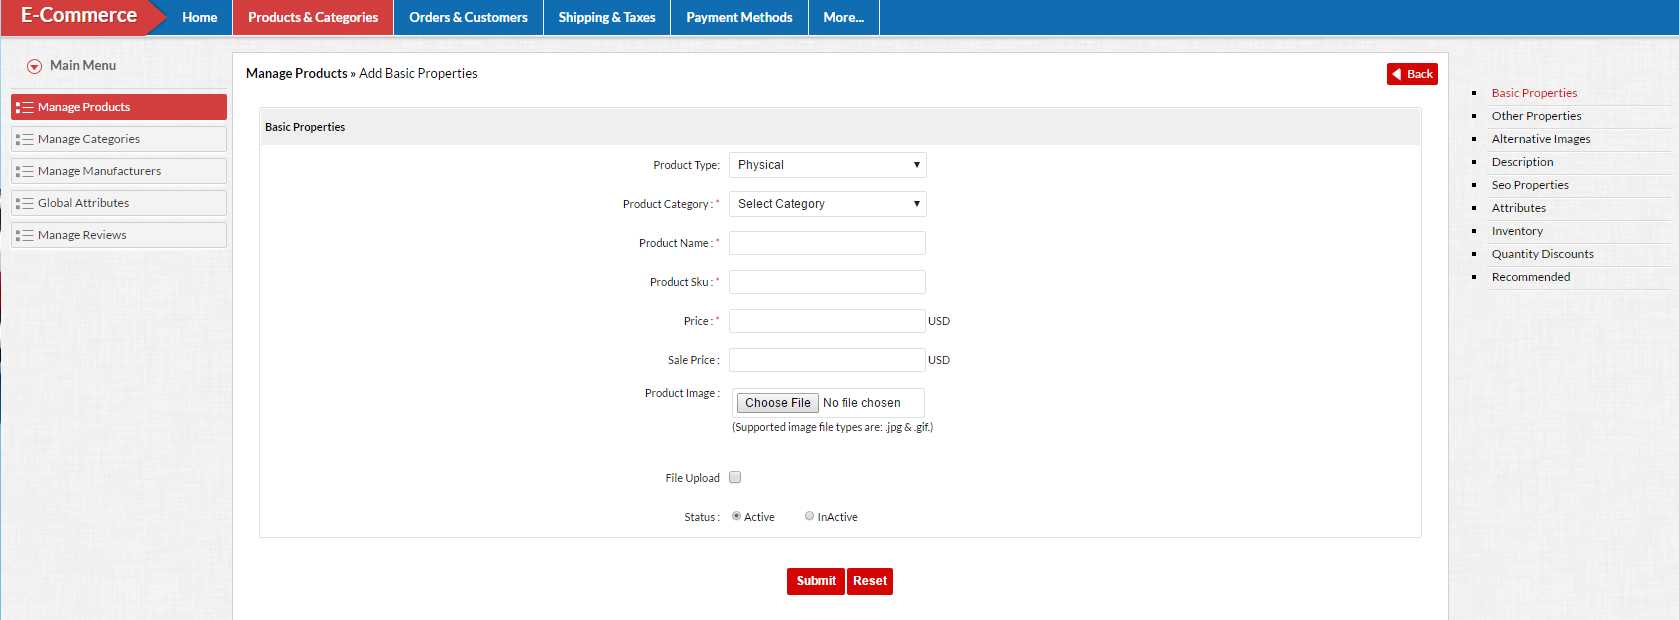 E-Commerce
Home
Products & Categories
Orders & Customers
Shipping & Taxes
Payment Methods
More...
Main Menu
Manage Products
Manage Categories
Manage Manufacturers
Global Attributes
Manage Reviews
Manage Products » Add Basic Properties
Back
Basic Properties
Product Type: Physical
Product Category : * Select Category
Product Name : *
Product Sku : *
Price : * USD
Sale Price : USD
Product Image : Choose File No file chosen
(Supported image file types are: .jpg & .gif.)
File Upload
Status : Active InActive
Submit Reset
Basic Properties
Other Properties
Alternative Images
Description
Seo Properties
Attributes
Inventory
Quantity Discounts
Recommended